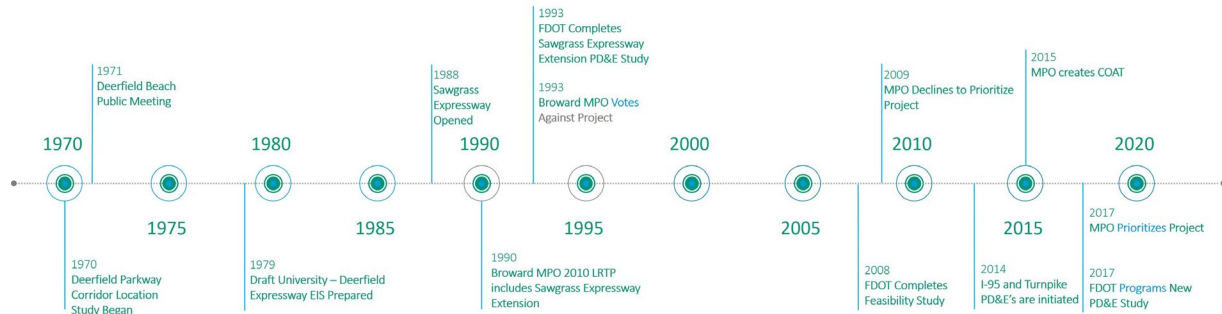 1993
FDOT Completes
Sawgrass Expressway
Extension PD&E Study
1993
Broward MPO Votes
Against Project
1971
Deerfield Beach
Public Meeting
1988
Sawgrass
Expressway
Opened
2009
MPO Declines to Prioritize
Project
2015
MPO creates COAT
1970
1980
1990
2000
2010
2020
1975
1985
1995
2005
2015
1970
Deerfield Parkway
Corridor Location
Study Began
1979
Draft University – Deerfield
Expressway EIS Prepared
1990
Broward MPO 2010 LRTP
includes Sawgrass Expressway
Extension
2008
FDOT Completes
Feasibility Study
2014
I-95 and Turnpike
PD&E's are initiated
2017
MPO Prioritizes Project
2017
FDOT Programs New
PD&E Study